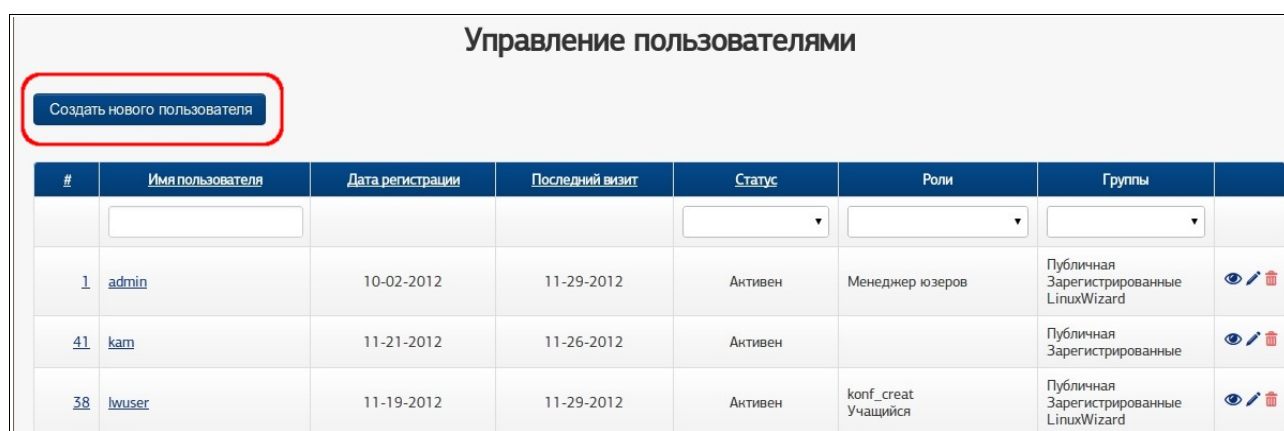 Управление пользователями
Создать нового пользователя
# Имя пользователя Дата регистрации Последний визит Статус Роли Группы
1 admin 10-02-2012 11-29-2012 Активен Менеджер юзеров Публичная
Зарегистрированные
LinuxWizard
41 kam 11-21-2012 11-26-2012 Активен Публичная
Зарегистрированные
38 lwuser 11-19-2012 11-29-2012 Активен konf_creat Публичная
Учащийся Зарегистрированные
LinuxWizard